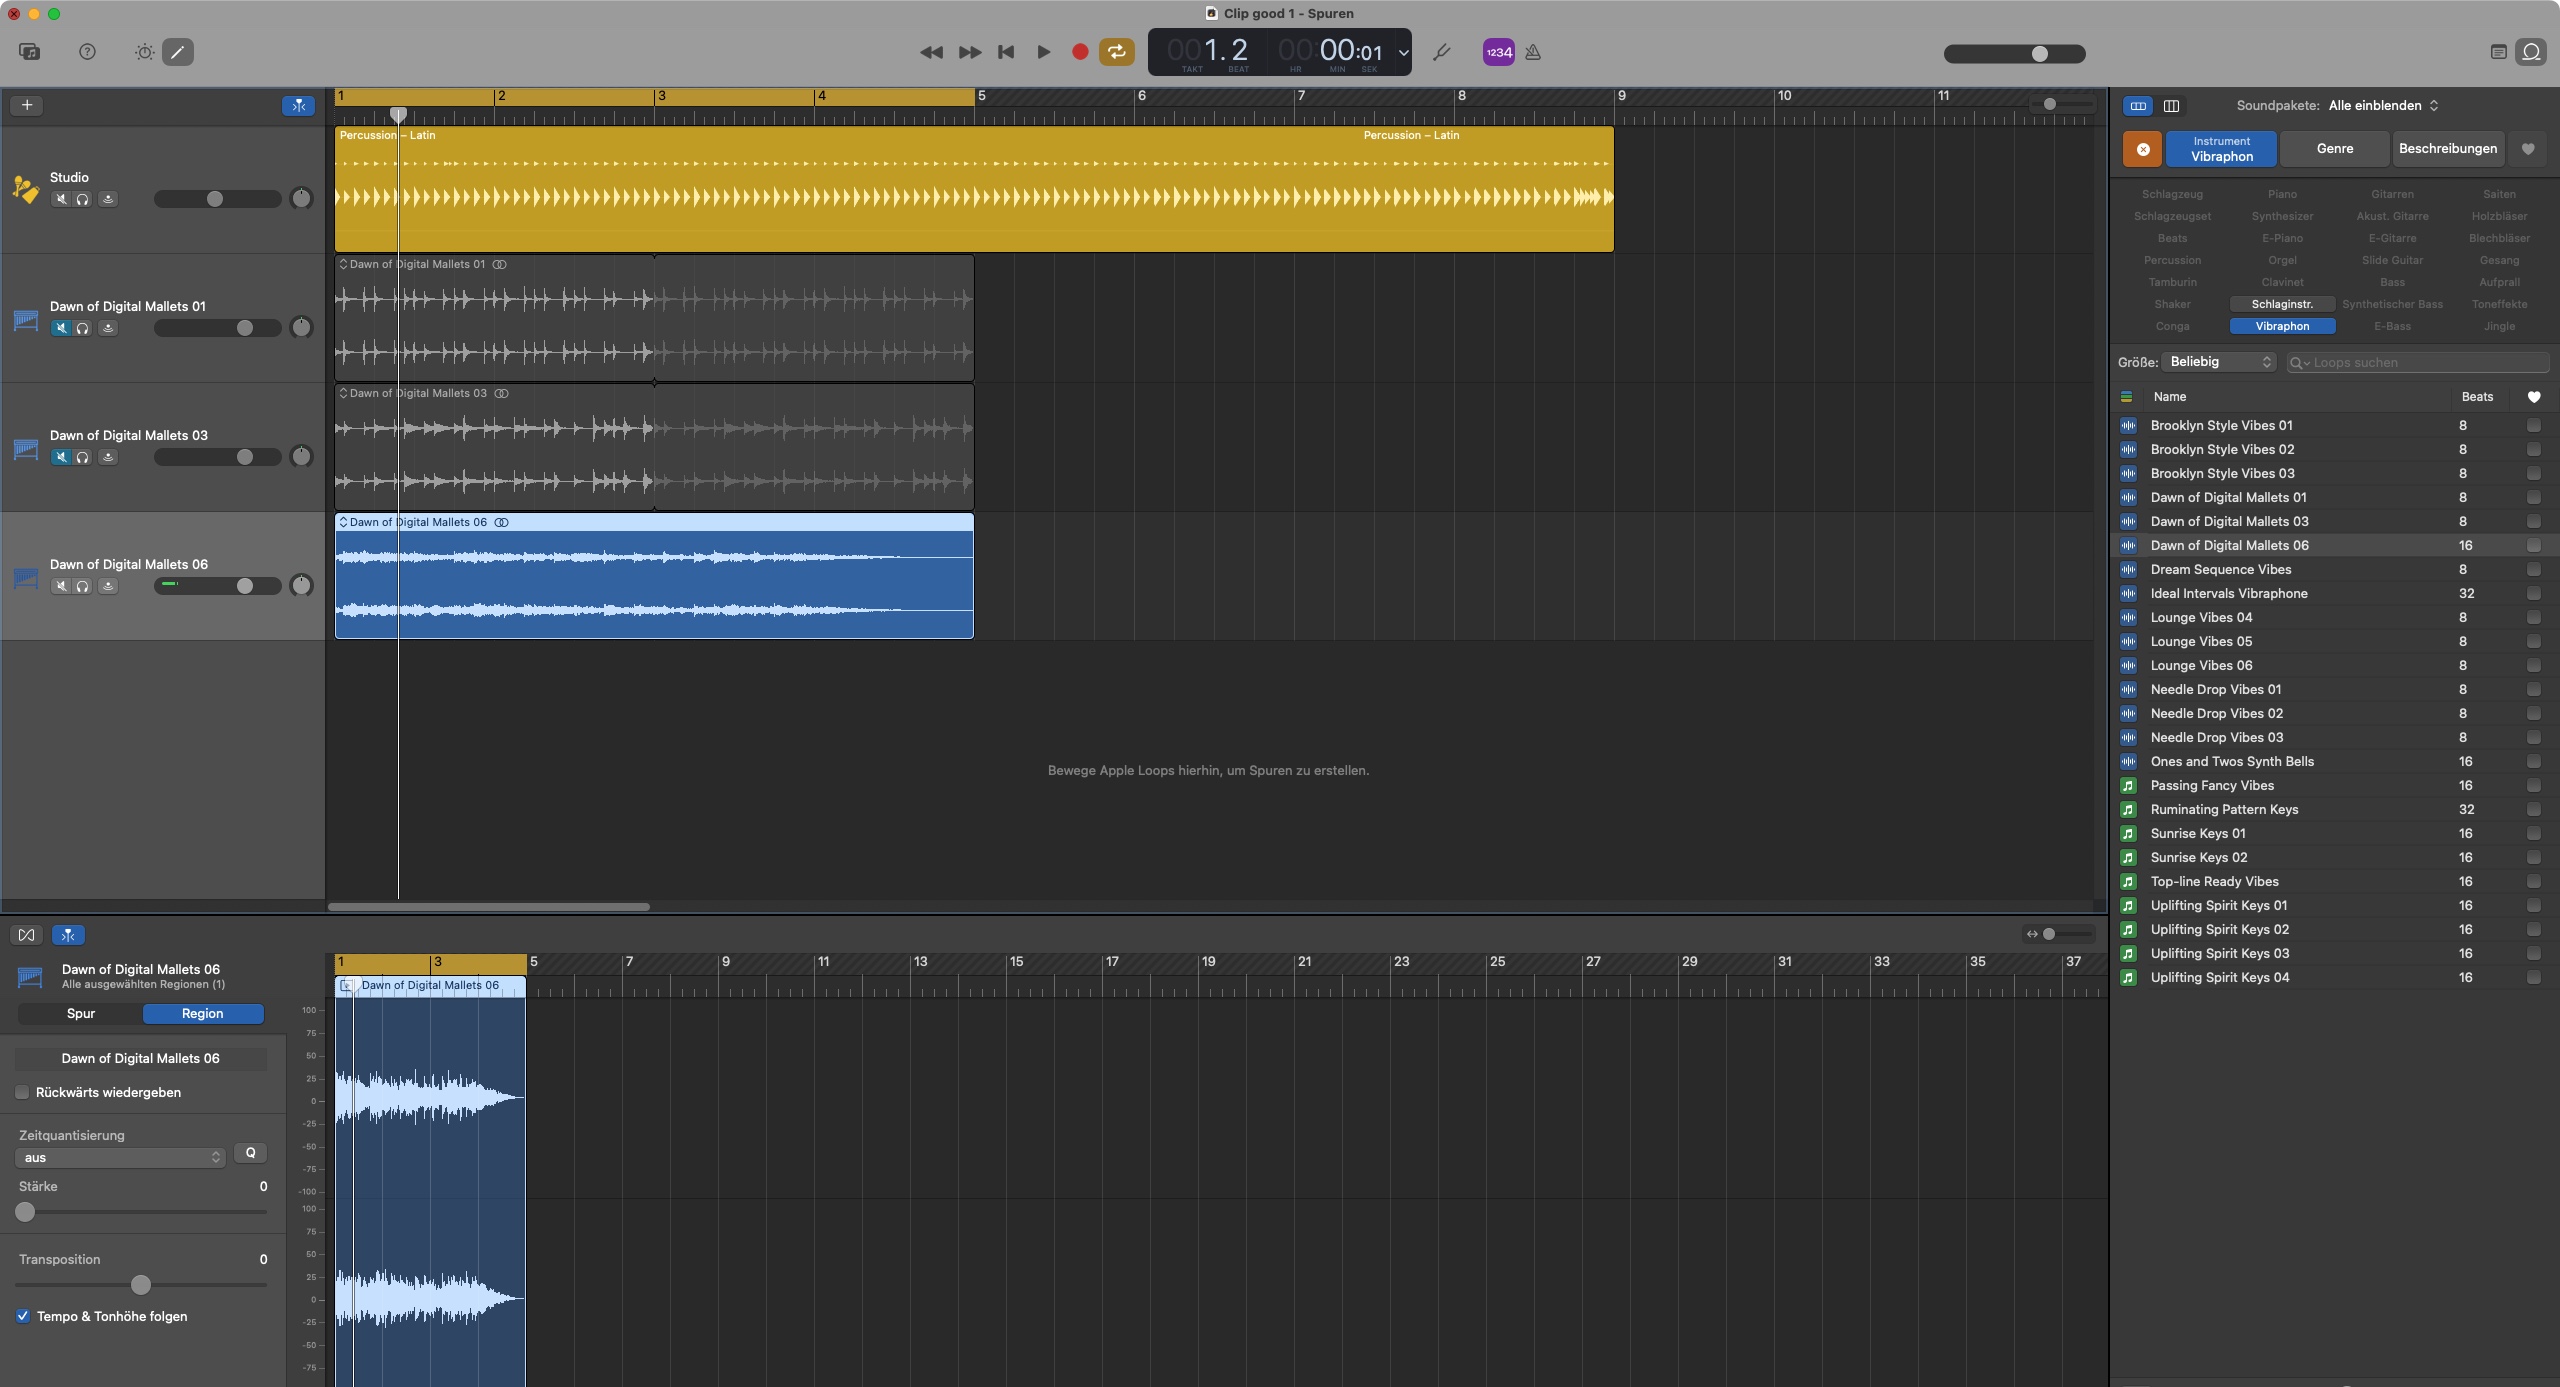 Clip good 1 - Spuren
001. 2
00:00:01
TAKT BEAT HR MIN SEK
1234
1 2 3 4 5 6 7 8 9 10 11
Percussion – Latin
Percussion – Latin
Studio
Dawn of Digital Mallets 01
Dawn of Digital Mallets 01
Dawn of Digital Mallets 03
Dawn of Digital Mallets 03
Dawn of Digital Mallets 06
Dawn of Digital Mallets 06
Bewege Apple Loops hierhin, um Spuren zu erstellen.
Dawn of Digital Mallets 06
Alle ausgewählten Regionen (1)
Spur Region
Dawn of Digital Mallets 06
Rückwärts wiedergeben
Zeitquantisierung
aus
Q
Stärke 0
Transposition 0
Tempo & Tonhöhe folgen
1 3 5 7 9 11 13 15 17 19 21 23 25 27 29 31 33 35 37
Dawn of Digital Mallets 06
100
75
50
25
0
-25
-50
-75
-100
100
75
50
25
0
-25
-50
-75
Soundpakete: Alle einblenden
Instrument
Vibraphon
Genre
Beschreibungen
Schlagzeug Piano Gitarren Saiten
Schlagzeugset Synthesizer Akust. Gitarre Holzbläser
Beats E-Piano E-Gitarre Blechbläser
Percussion Orgel Slide Guitar Gesang
Tamburin Clavinet Bass Aufprall
Shaker Schlaginstr. Synthetischer Bass Toneffekte
Conga Vibraphon E-Bass Jingle
Größe: Beliebig Loops suchen
Name Beats
Brooklyn Style Vibes 01 8
Brooklyn Style Vibes 02 8
Brooklyn Style Vibes 03 8
Dawn of Digital Mallets 01 8
Dawn of Digital Mallets 03 8
Dawn of Digital Mallets 06 16
Dream Sequence Vibes 8
Ideal Intervals Vibraphone 32
Lounge Vibes 04 8
Lounge Vibes 05 8
Lounge Vibes 06 8
Needle Drop Vibes 01 8
Needle Drop Vibes 02 8
Needle Drop Vibes 03 8
Ones and Twos Synth Bells 16
Passing Fancy Vibes 16
Ruminating Pattern Keys 32
Sunrise Keys 01 16
Sunrise Keys 02 16
Top-line Ready Vibes 16
Uplifting Spirit Keys 01 16
Uplifting Spirit Keys 02 16
Uplifting Spirit Keys 03 16
Uplifting Spirit Keys 04 16